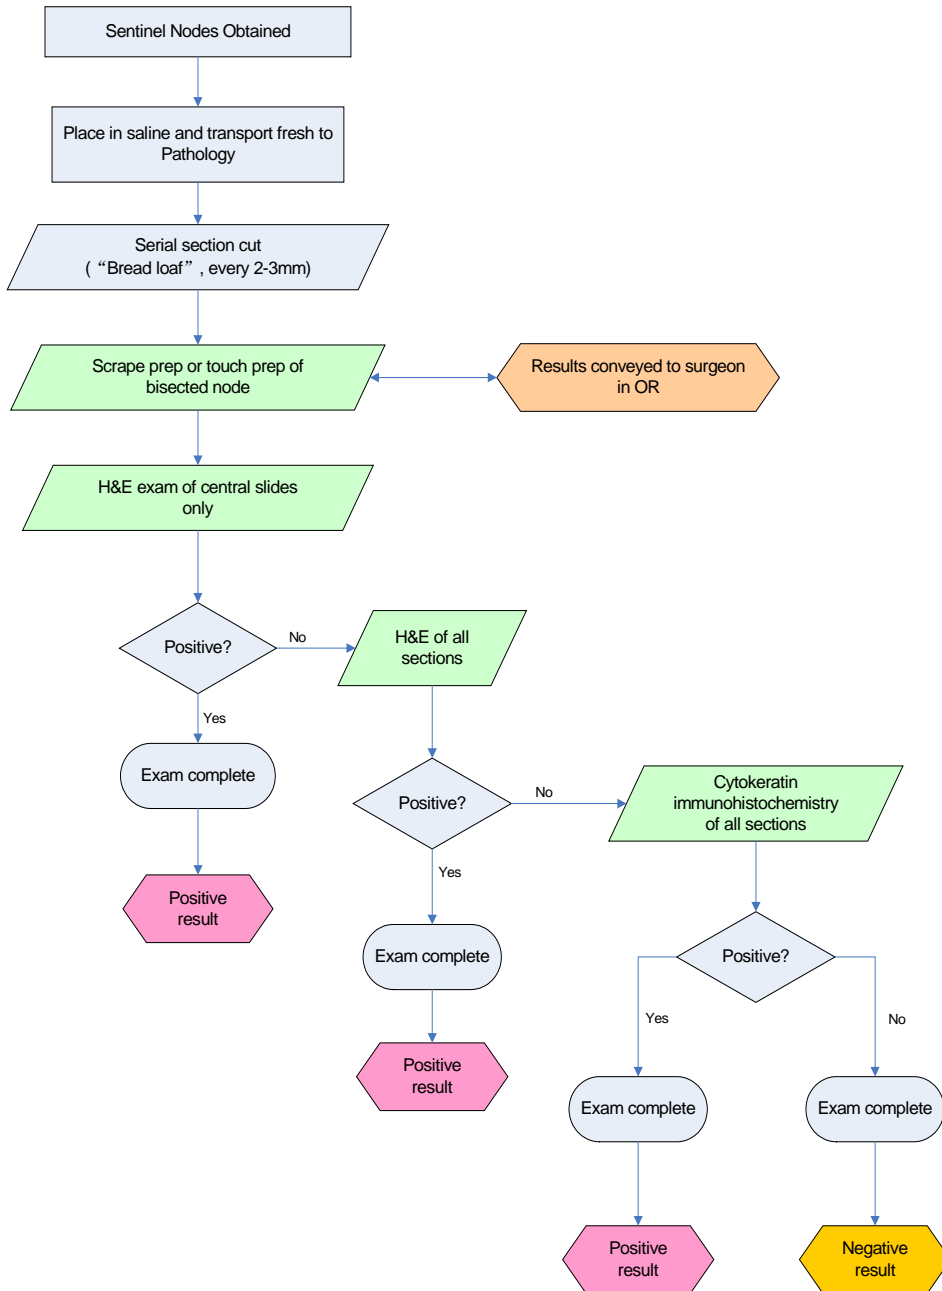 Sentinel Nodes Obtained
Place in saline and transport fresh to
Pathology
Serial section cut
( “Bread loaf” , every 2-3mm)
Scrape prep or touch prep of
bisected node
Results conveyed to surgeon
in OR
H&E exam of central slides
only
Positive?
No
H&E of all
sections
Yes
Exam complete
Positive?
No
Cytokeratin
immunohistochemistry
of all sections
Positive
result
Yes
Exam complete
Positive?
Positive
result
Yes
No
Exam complete
Exam complete
Positive
result
Negative
result